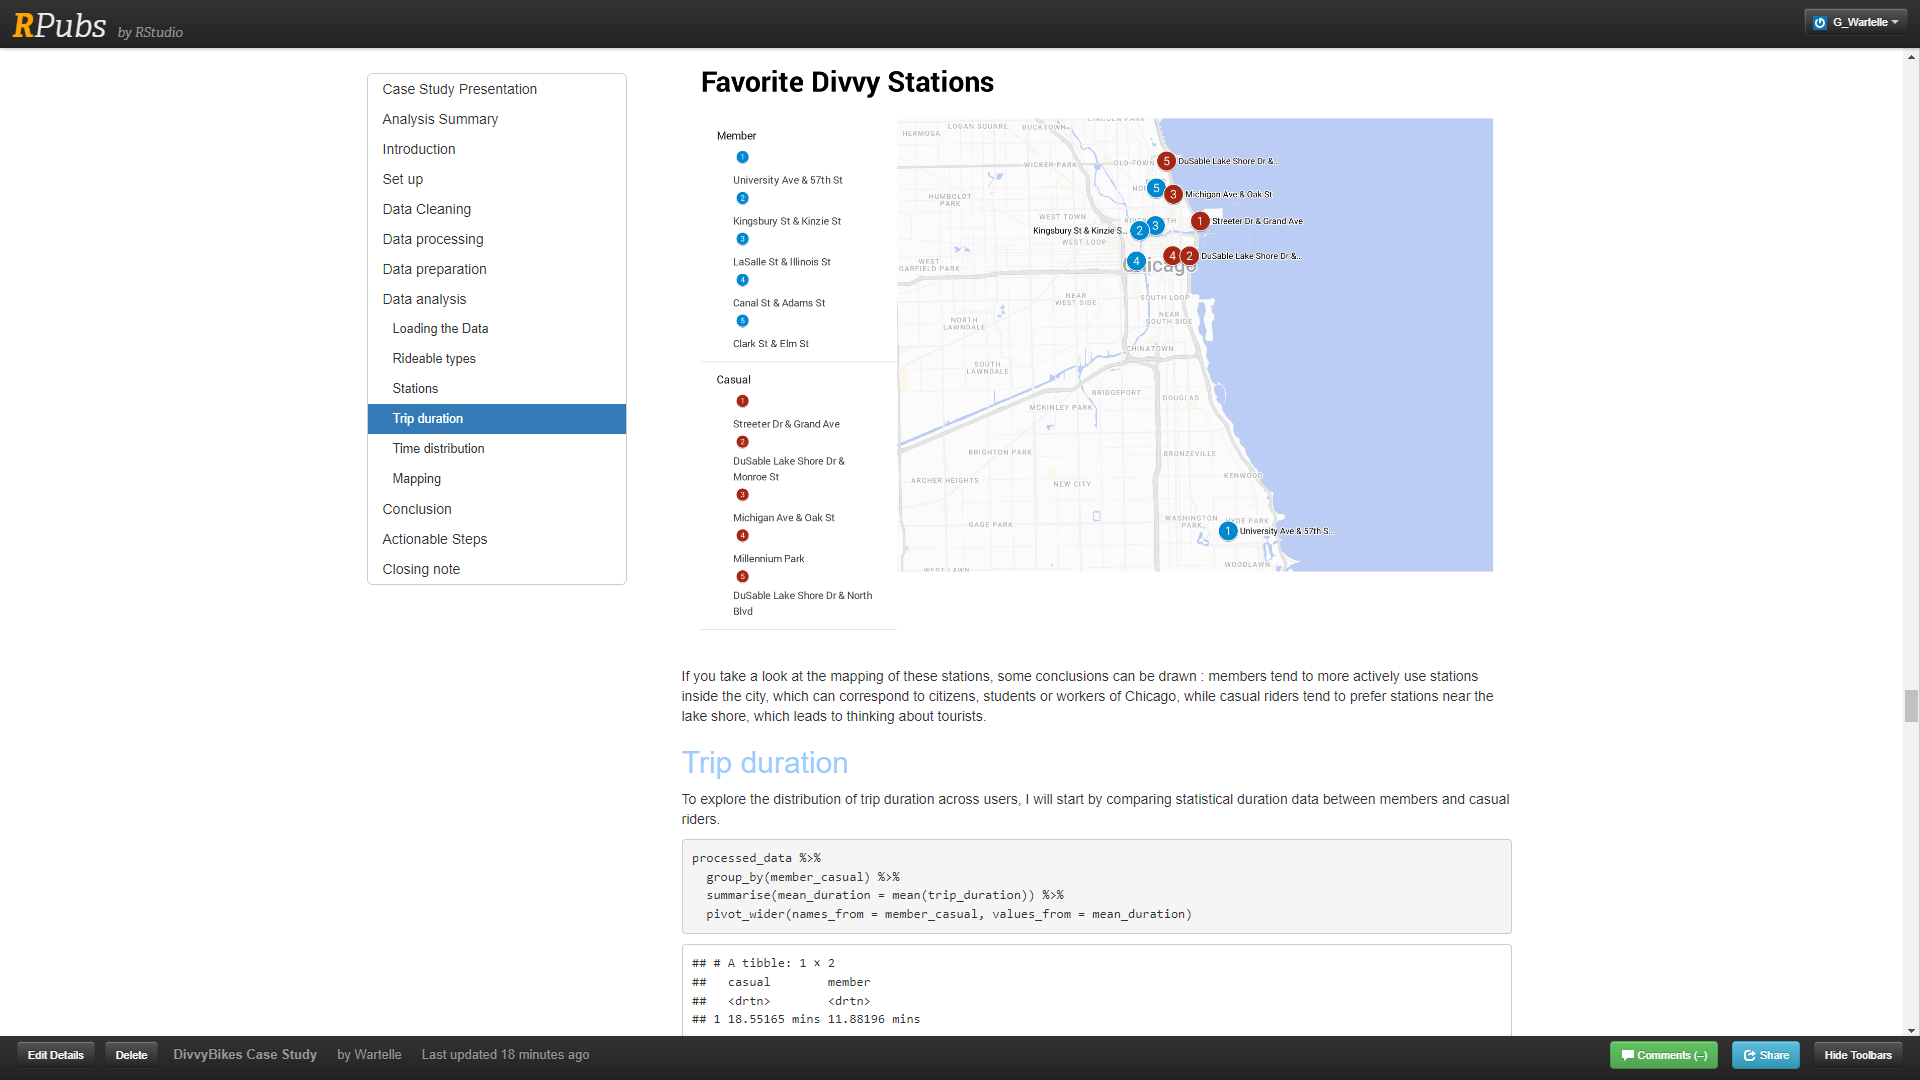 RPubs by RStudio
G_Wartelle
Case Study Presentation
Analysis Summary
Introduction
Set up
Data Cleaning
Data processing
Data preparation
Data analysis
Loading the Data
Rideable types
Stations
Trip duration
Time distribution
Mapping
Conclusion
Actionable Steps
Closing note
Favorite Divvy Stations
Member
1
University Ave & 57th St
2
Kingsbury St & Kinzie St
3
LaSalle St & Illinois St
4
Canal St & Adams St
5
Clark St & Elm St
Casual
1
Streeter Dr & Grand Ave
2
DuSable Lake Shore Dr &
Monroe St
3
Michigan Ave & Oak St
4
Millennium Park
5
DuSable Lake Shore Dr & North
Blvd
LINCOLN PARK
LOGAN SQUARE
BUCKTOWN
HERMOSA
WICKER PARK
OLD TOWN
5 DuSable Lake Shore Dr &..
5
3 Michigan Ave & Oak St
HUMBOLDT
PARK
WEST TOWN
1 Streeter Dr & Grand Ave
Kingsbury St & Kinzie S.. 2
3
WEST LOOP
4
4
2 DuSable Lake Shore Dr &..
Chicago
WEST
GARFIELD PARK
NEAR
WEST SIDE
SOUTH LOOP
NEAR
SOUTH SIDE
NORTH
LAWNDALE
CHINATOWN
SOUTH
LAWNDALE
BRIDGEPORT
DOUGLAS
MCKINLEY PARK
BRIGHTON PARK
BRONZEVILLE
KENWOOD
ARCHER HEIGHTS
NEW CITY
GAGE PARK
WASHINGTON
PARK
HYDE PARK
1 University Ave & 57th S..
WOODLAWN
WEST LAWN
If you take a look at the mapping of these stations, some conclusions can be drawn : members tend to more actively use stations
inside the city, which can correspond to citizens, students or workers of Chicago, while casual riders tend to prefer stations near the
lake shore, which leads to thinking about tourists.
Trip duration
To explore the distribution of trip duration across users, I will start by comparing statistical duration data between members and casual
riders.
processed_data %>%
group_by(member_casual) %>%
summarise(mean_duration = mean(trip_duration)) %>%
pivot_wider(names_from = member_casual, values_from = mean_duration)
## # A tibble: 1 × 2
## casual member
## <drtn> <drtn>
## 1 18.55165 mins 11.88196 mins
Edit Details
Delete
DivvyBikes Case Study
by Wartelle
Last updated 18 minutes ago
Comments (–)
Share
Hide Toolbars